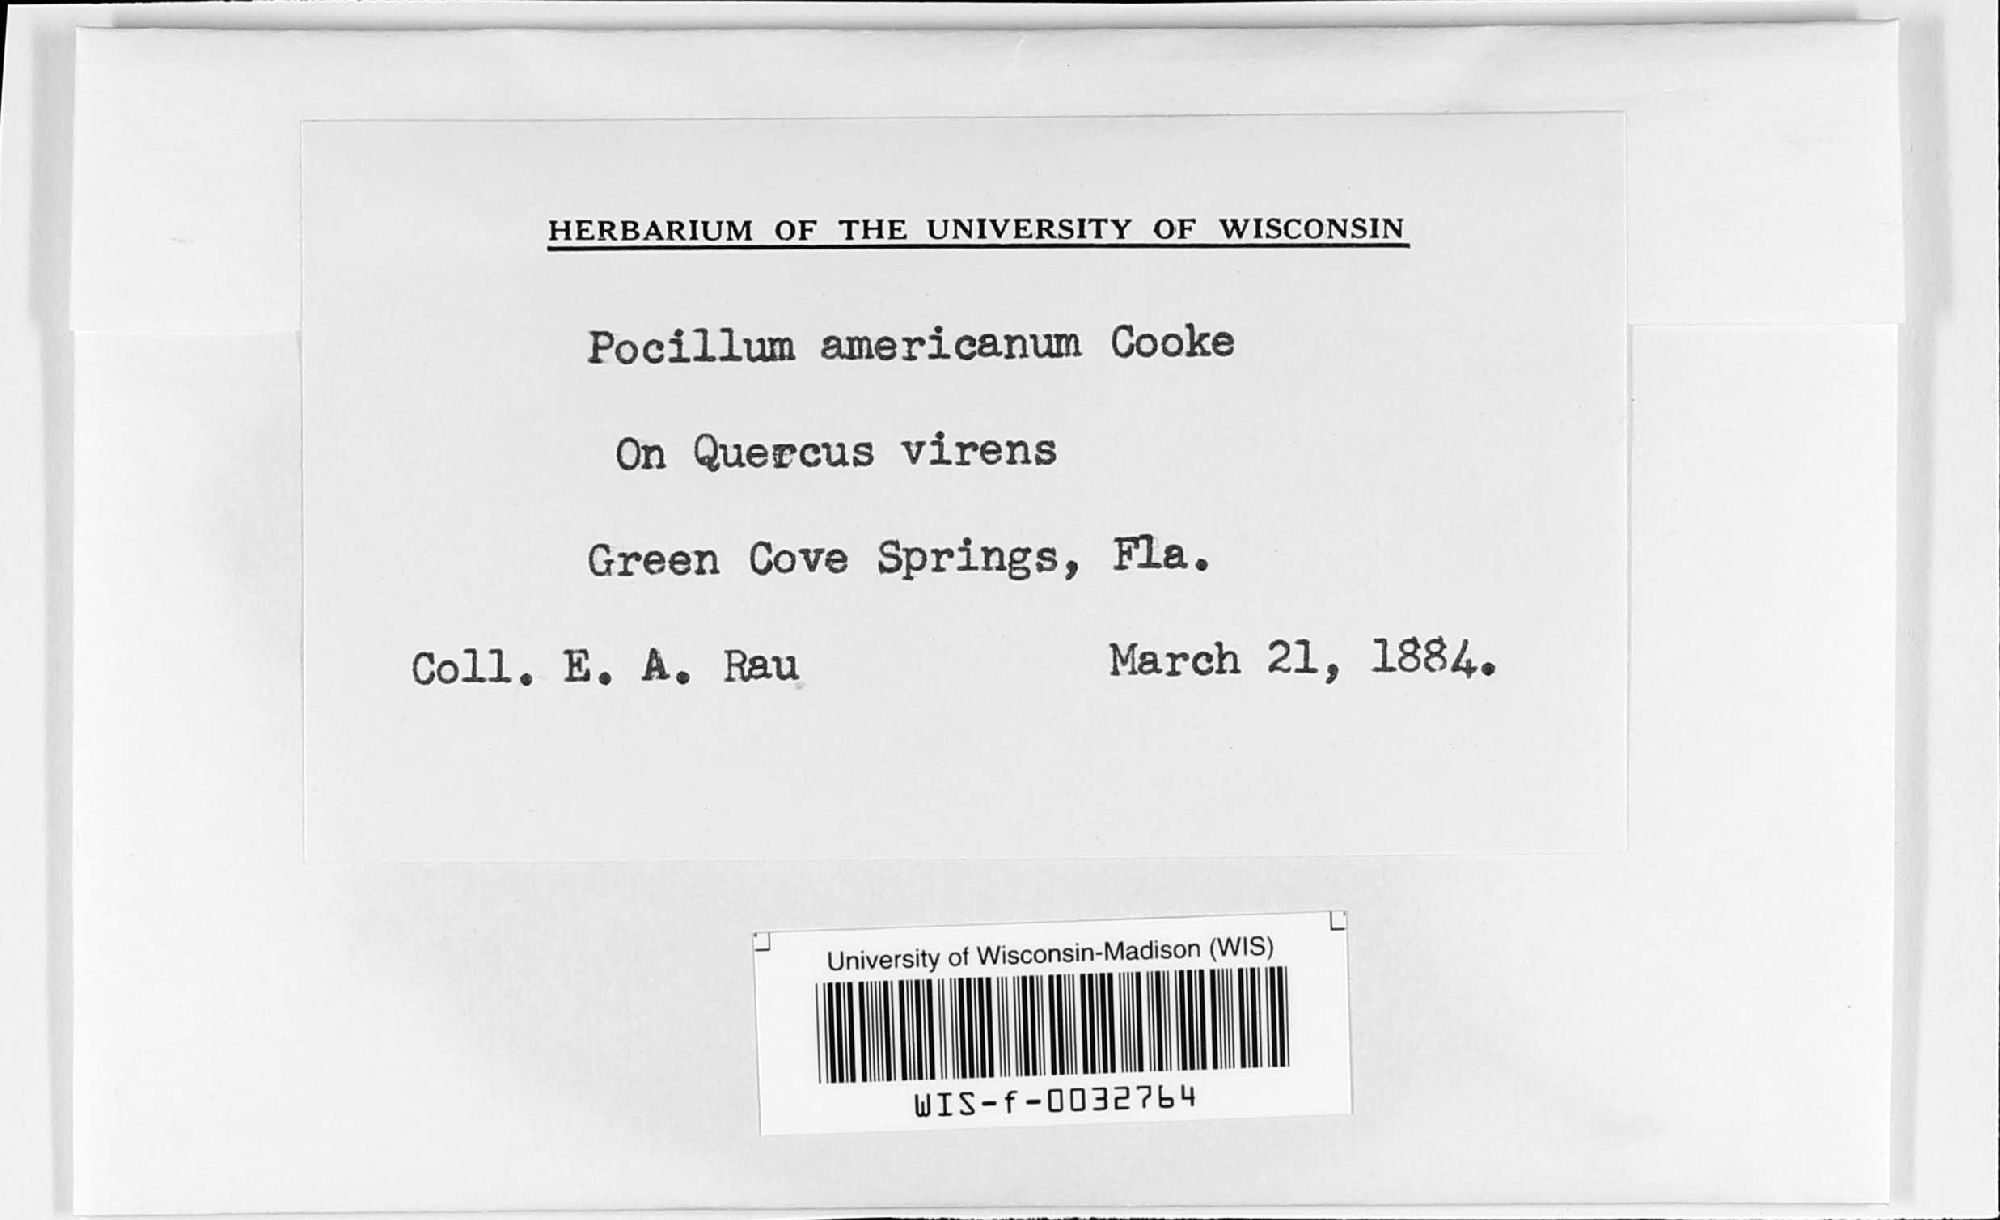 HERBARIUM OF THE UNIVERSITY OF WISCONSIN
Pocillum americanum Cooke
On Quercus virens
Green Cove Springs, Fla.
Coll. E. A. Rau March 21, 1884.
University of Wisconsin-Madison (WIS)
WIS-f-0032764